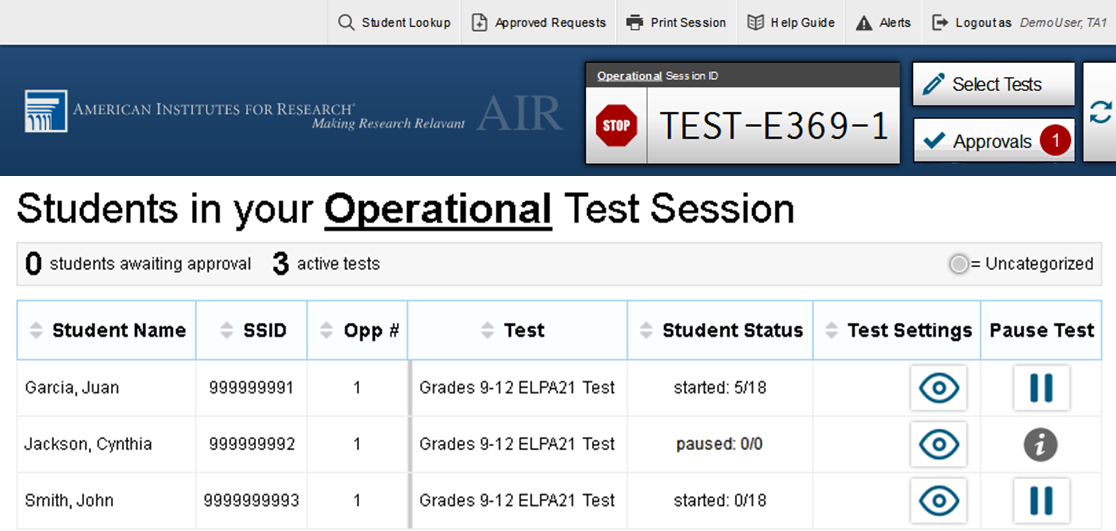 Student Lookup Approved Requests Print Session Help Guide Alerts Logout as DemoUser, TA1
Operational Session ID
AMERICAN INSTITUTES FOR RESEARCH®
Making Research Relavant
AIR
STOP
TEST-E369-1
Select Tests
Approvals 1
Students in your Operational Test Session
0 students awaiting approval 3 active tests = Uncategorized
Student Name SSID Opp # Test Student Status Test Settings Pause Test
Garcia, Juan 999999991 1 Grades 9-12 ELPA21 Test started: 5/18
Jackson, Cynthia 999999992 1 Grades 9-12 ELPA21 Test paused: 0/0 i
Smith, John 9999999993 1 Grades 9-12 ELPA21 Test started: 0/18